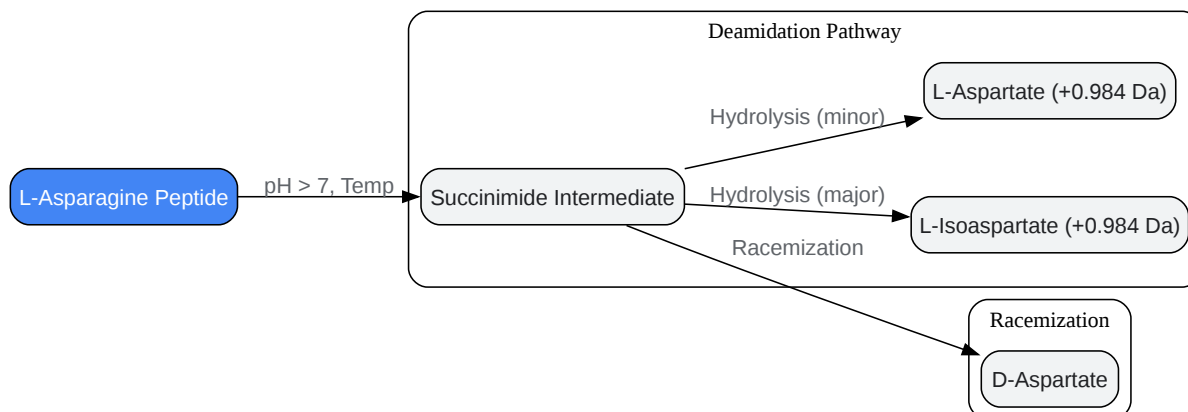 Deamidation Pathway
L-Aspartate (+0.984 Da)
Hydrolysis (minor)
L-Asparagine Peptide
pH > 7, Temp
Succinimide Intermediate
Hydrolysis (major)
L-Isoaspartate (+0.984 Da)
Racemization
Racemization
D-Aspartate